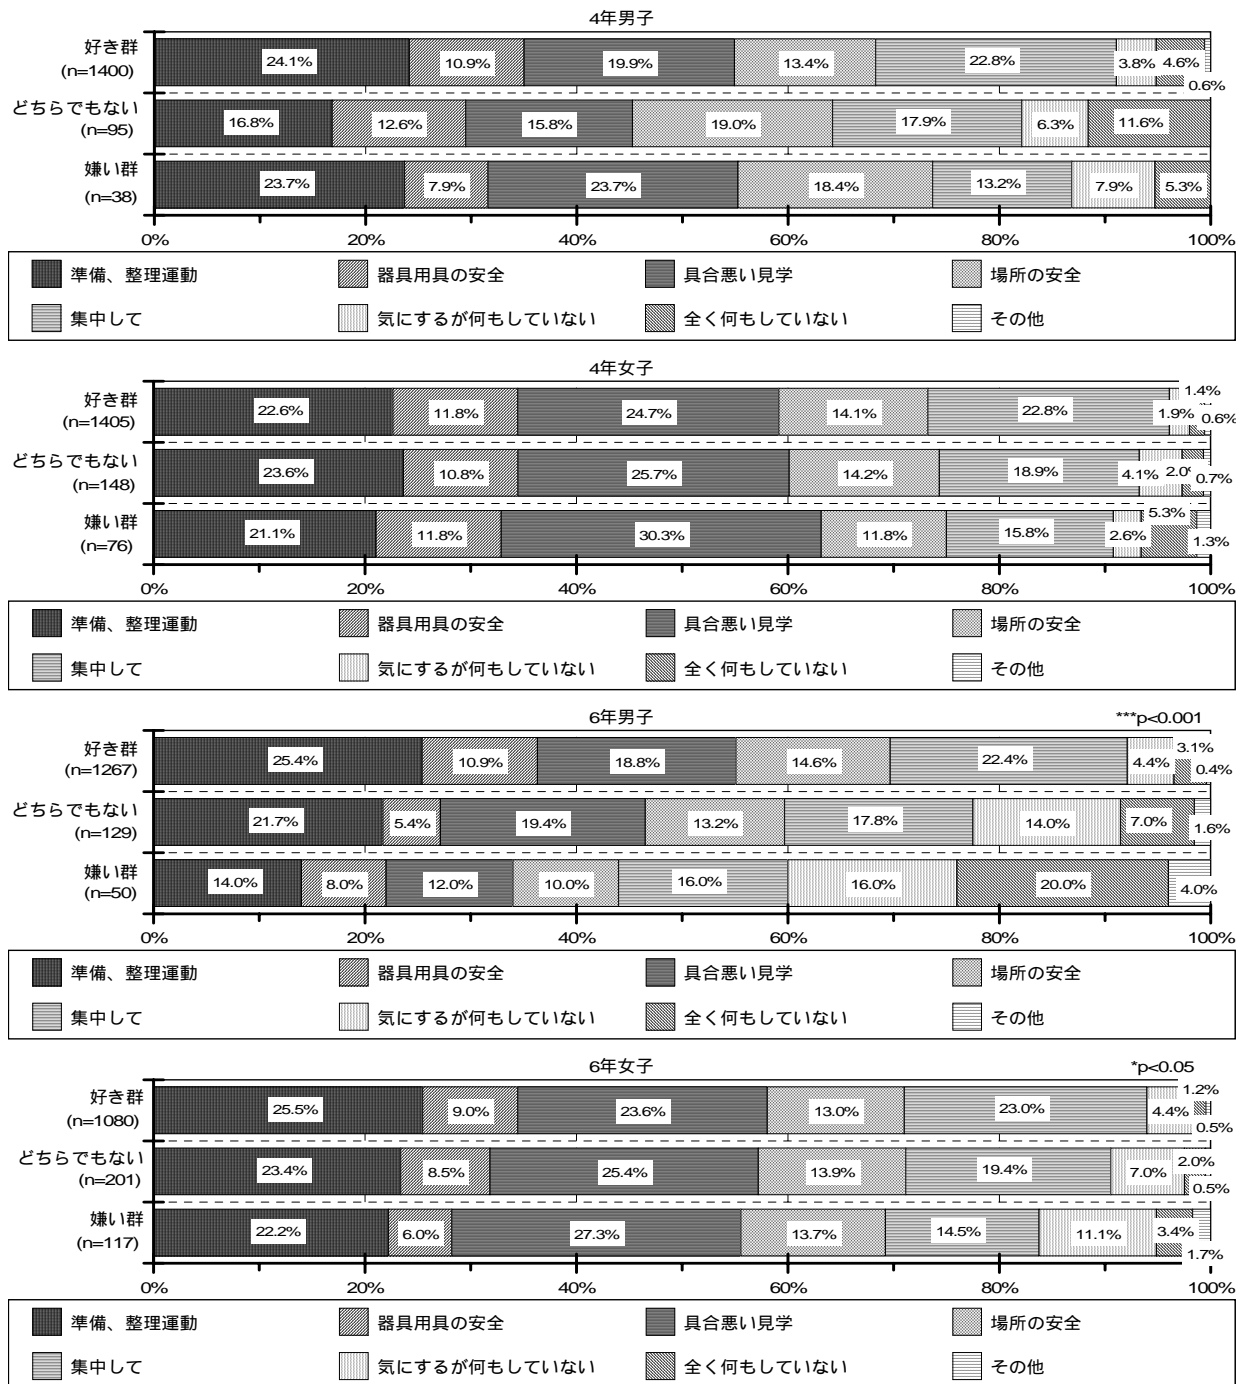 4年男子
好き群
(n=1400)
24.1% 10.9% 19.9% 13.4% 22.8% 3.8% 4.6%
0.6%
どちらでもない
(n=95)
16.8% 12.6% 15.8% 19.0% 17.9% 6.3% 11.6%
嫌い群
(n=38)
23.7% 7.9% 23.7% 18.4% 13.2% 7.9% 5.3%
0% 20% 40% 60% 80% 100%
準備、整理運動 器具用具の安全 具合悪い見学 場所の安全
集中して 気にするが何もしていない 全く何もしていない その他
4年女子
好き群
(n=1405)
1.4%
22.6% 11.8% 24.7% 14.1% 22.8% 1.9% 0.6%
どちらでもない
(n=148)
23.6% 10.8% 25.7% 14.2% 18.9% 4.1% 2.0% 0.7%
嫌い群
(n=76)
5.3%
21.1% 11.8% 30.3% 11.8% 15.8% 2.6% 1.3%
0% 20% 40% 60% 80% 100%
準備、整理運動 器具用具の安全 具合悪い見学 場所の安全
集中して 気にするが何もしていない 全く何もしていない その他
6年男子 ***p<0.001
好き群
(n=1267)
3.1%
25.4% 10.9% 18.8% 14.6% 22.4% 4.4% 0.4%
どちらでもない
(n=129)
21.7% 5.4% 19.4% 13.2% 17.8% 14.0% 7.0% 1.6%
嫌い群
(n=50)
14.0% 8.0% 12.0% 10.0% 16.0% 16.0% 20.0% 4.0%
0% 20% 40% 60% 80% 100%
準備、整理運動 器具用具の安全 具合悪い見学 場所の安全
集中して 気にするが何もしていない 全く何もしていない その他
6年女子 *p<0.05
好き群
(n=1080)
1.2%
25.5% 9.0% 23.6% 13.0% 23.0% 4.4% 0.5%
どちらでもない
(n=201)
2.0%
23.4% 8.5% 25.4% 13.9% 19.4% 7.0% 0.5%
嫌い群
(n=117)
22.2% 6.0% 27.3% 13.7% 14.5% 11.1% 3.4%
1.7%
0% 20% 40% 60% 80% 100%
準備、整理運動 器具用具の安全 具合悪い見学 場所の安全
集中して 気にするが何もしていない 全く何もしていない その他